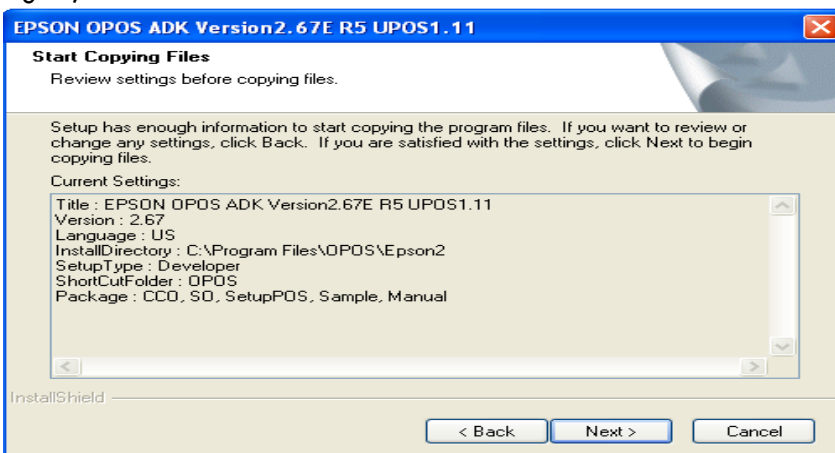 EPSON OPOS ADK Version2.67E R5 UPOS1.11
Start Copying Files
Review settings before copying files.
Setup has enough information to start copying the program files. If you want to review or
change any settings, click Back. If you are satisfied with the settings, click Next to begin
copying files.
Current Settings:
Title : EPSON OPOS ADK Version2.67E R5 UPOS1.11
Version : 2.67
Language : US
InstallDirectory : C:\Program Files\OPOS\Epson2
SetupType : Developer
ShortCutFolder : OPOS
Package : CCO, SO, SetupPOS, Sample, Manual
InstallShield
< Back
Next >
Cancel